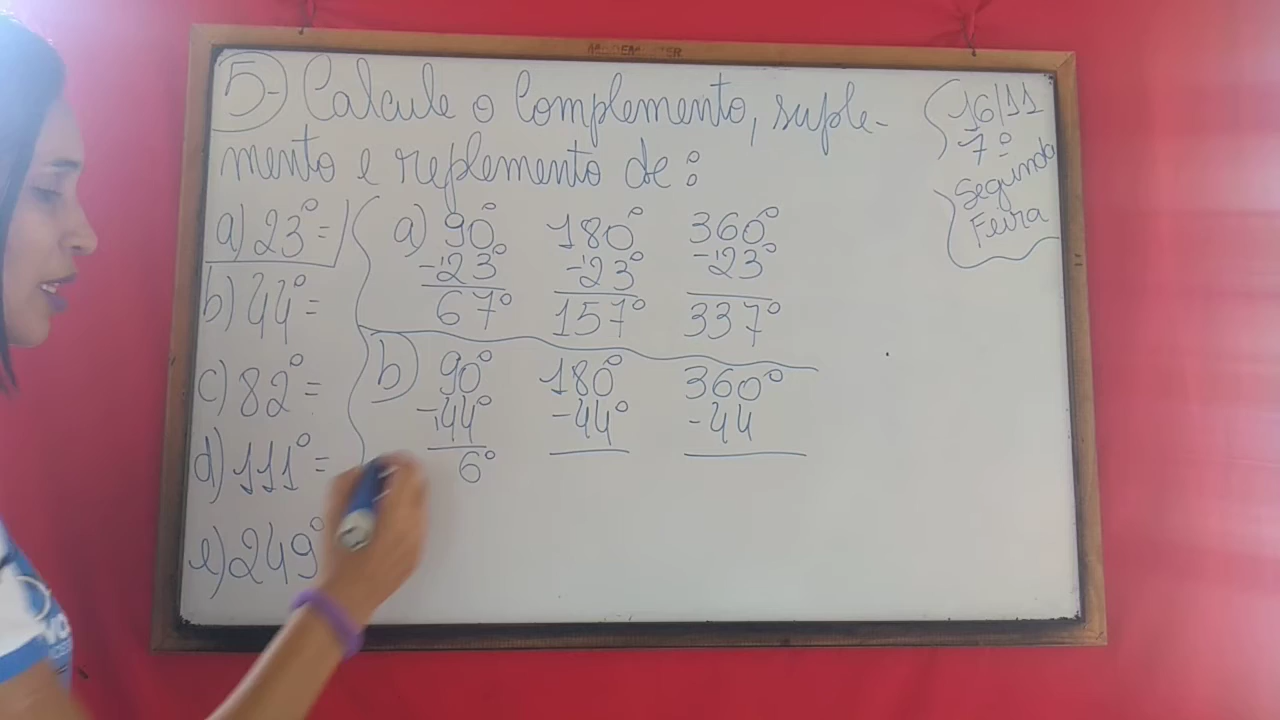 5- Calcule o Complemento, suple-
mento e replemento de:
16/11
7º
Segunda
Feira
a) 23° =
b) 44° =
c) 82° =
d) 111° =
e) 249°
a) 90° 180° 360°
-23° -23° -23°
67° 157° 337°
b) 90° 180° 360°
-44° -44° -44
6°